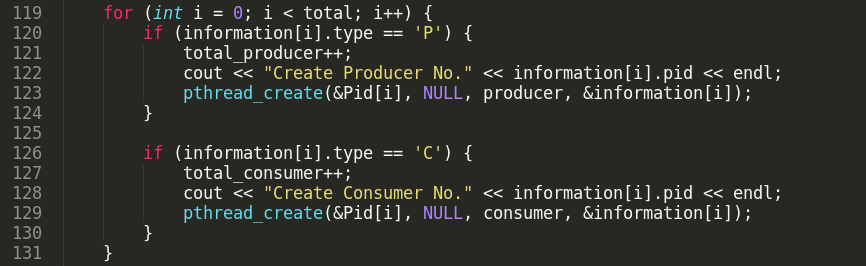 119 for (int i = 0; i < total; i++) {
120 if (information[i].type == 'P') {
121 total_producer++;
122 cout << "Create Producer No." << information[i].pid << endl;
123 pthread_create(&Pid[i], NULL, producer, &information[i]);
124 }
125
126 if (information[i].type == 'C') {
127 total_consumer++;
128 cout << "Create Consumer No." << information[i].pid << endl;
129 pthread_create(&Pid[i], NULL, consumer, &information[i]);
130 }
131 }